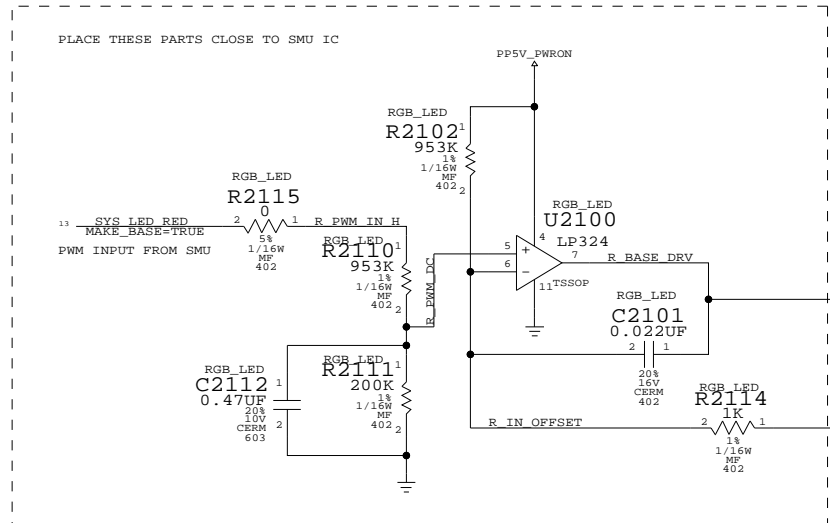 PLACE THESE PARTS CLOSE TO SMU IC
PP5V_PWRON
RGB_LED
R2102
953K
1%
1/16W
MF
402
1
2
RGB_LED
R2115
0
5%
1/16W
MF
402
2
1
13
SYS_LED_RED
MAKE_BASE=TRUE
PWM INPUT FROM SMU
R_PWM_IN_H
RGB_LED
R2110
953K
1%
1/16W
MF
402
1
2
R_PWM_DC
RGB_LED
U2100
LP324
TSSOP
5
6
4
7
11
+
−
R_BASE_DRV
RGB_LED
C2101
0.022UF
2
1
20%
16V
CERM
402
RGB_LED
C2112
0.47UF
20%
10V
CERM
603
1
2
RGB_LED
R2111
200K
1%
1/16W
MF
402
1
2
R_IN_OFFSET
RGB_LED
R2114
1K
2
1
1%
1/16W
MF
402